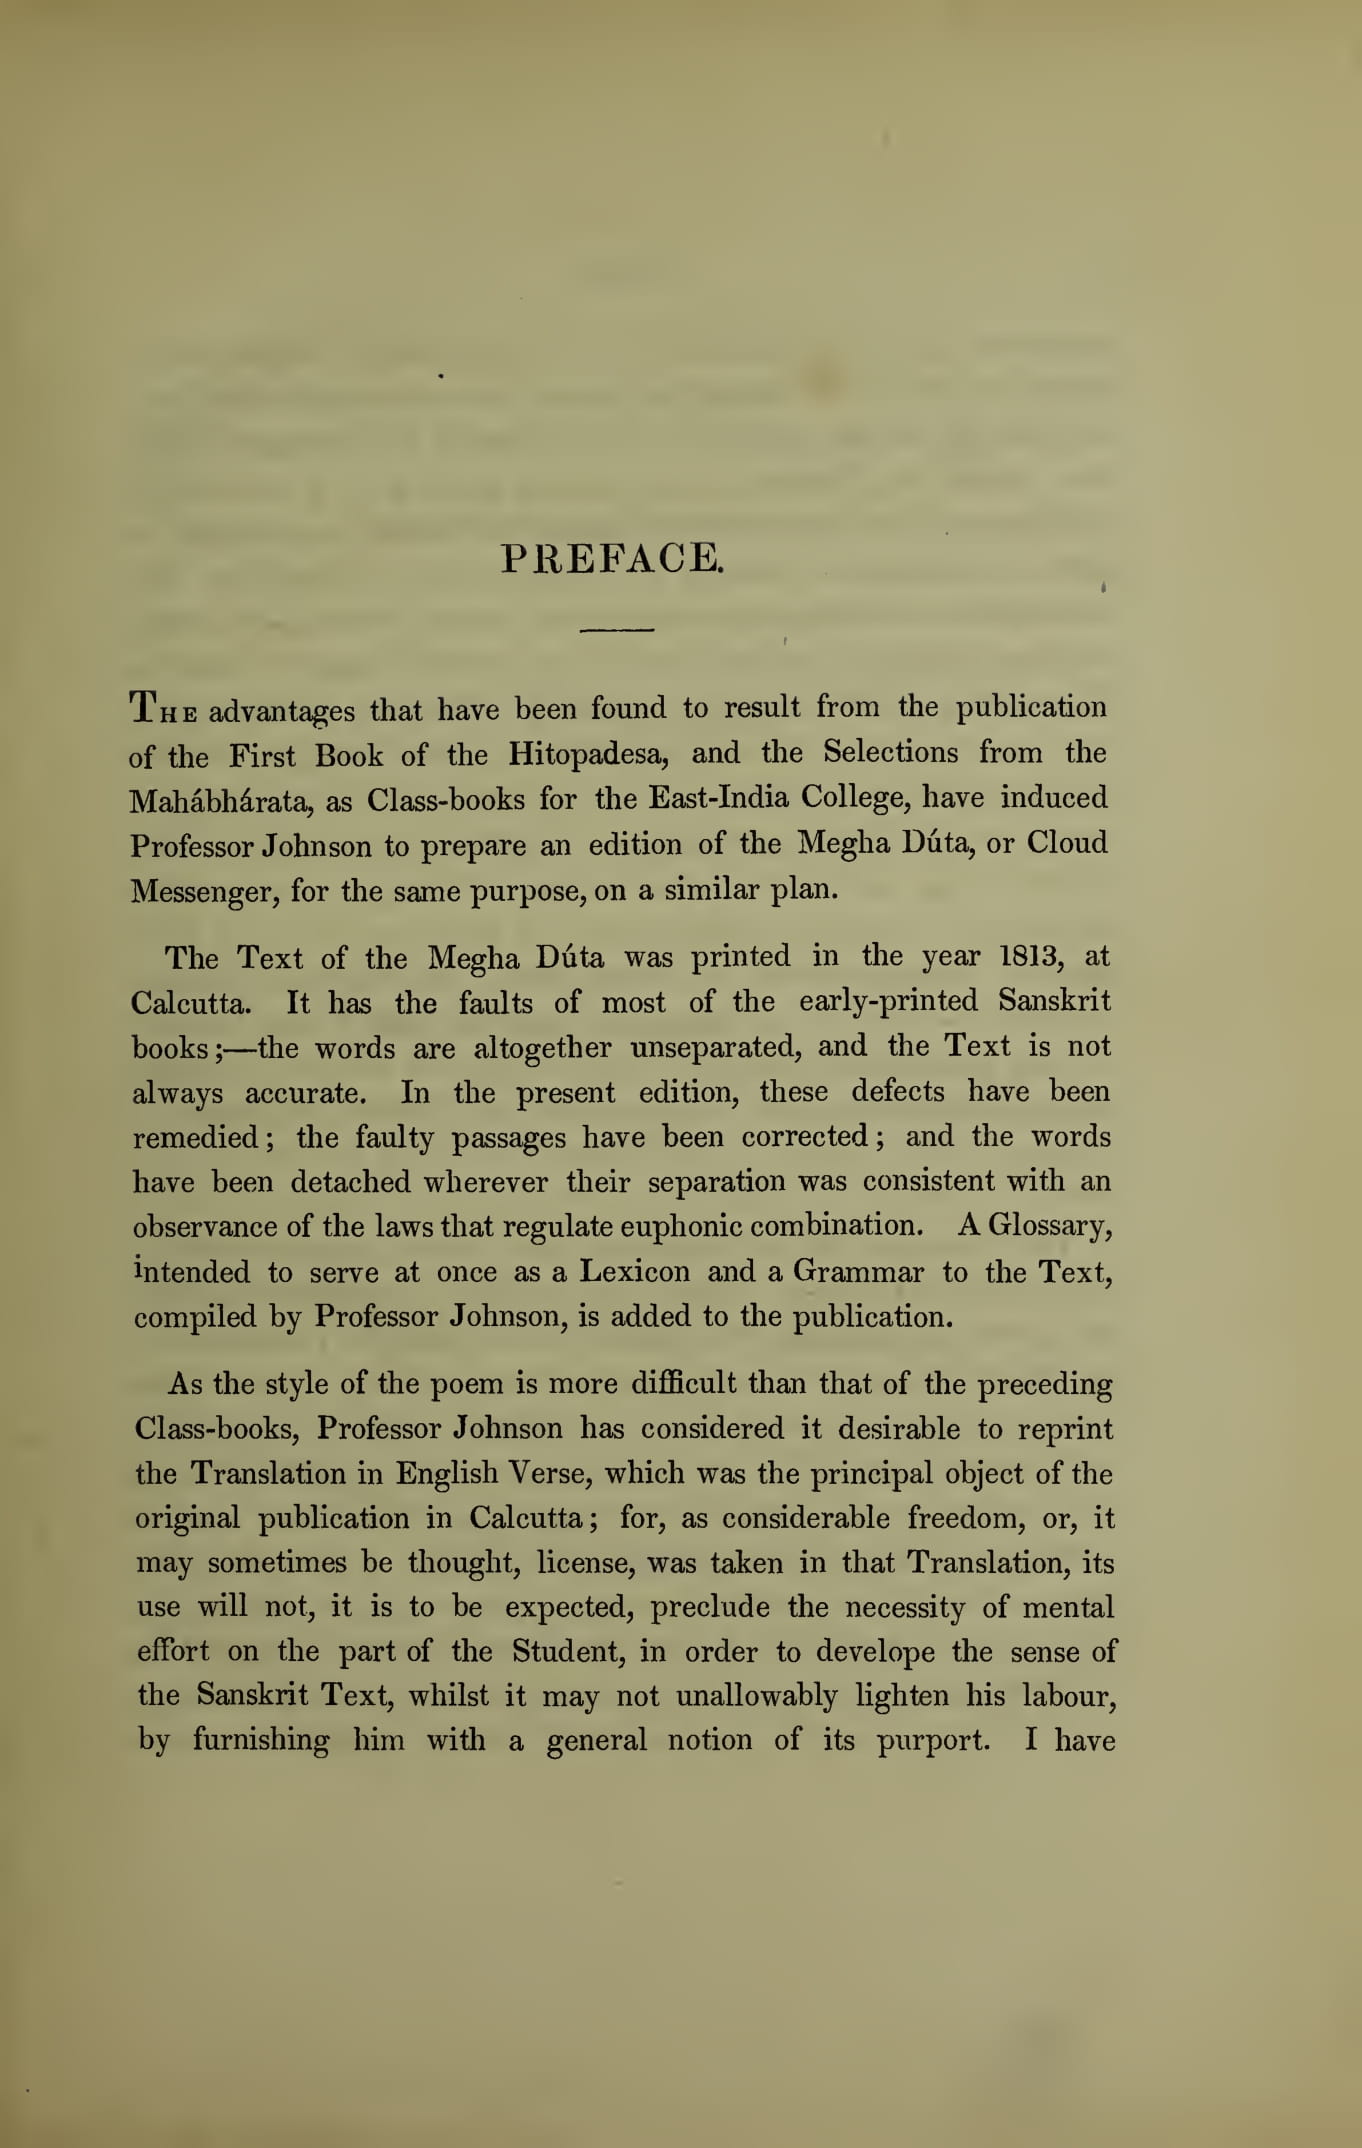 PREFACE.
THE advantages that have been found to result from the publication
of the First Book of the Hitopadesa, and the Selections from the
Mahábhárata, as Class-books for the East-India College, have induced
Professor Johnson to prepare an edition of the Megha Dúta, or Cloud
Messenger, for the same purpose, on a similar plan.
The Text of the Megha Dúta was printed in the year 1813, at
Calcutta. It has the faults of most of the early-printed Sanskrit
books;—the words are altogether unseparated, and the Text is not
always accurate. In the present edition, these defects have been
remedied; the faulty passages have been corrected; and the words
have been detached wherever their separation was consistent with an
observance of the laws that regulate euphonic combination. A Glossary,
intended to serve at once as a Lexicon and a Grammar to the Text,
compiled by Professor Johnson, is added to the publication.
As the style of the poem is more difficult than that of the preceding
Class-books, Professor Johnson has considered it desirable to reprint
the Translation in English Verse, which was the principal object of the
original publication in Calcutta; for, as considerable freedom, or, it
may sometimes be thought, license, was taken in that Translation, its
use will not, it is to be expected, preclude the necessity of mental
effort on the part of the Student, in order to develope the sense of
the Sanskrit Text, whilst it may not unallowably lighten his labour,
by furnishing him with a general notion of its purport. I have